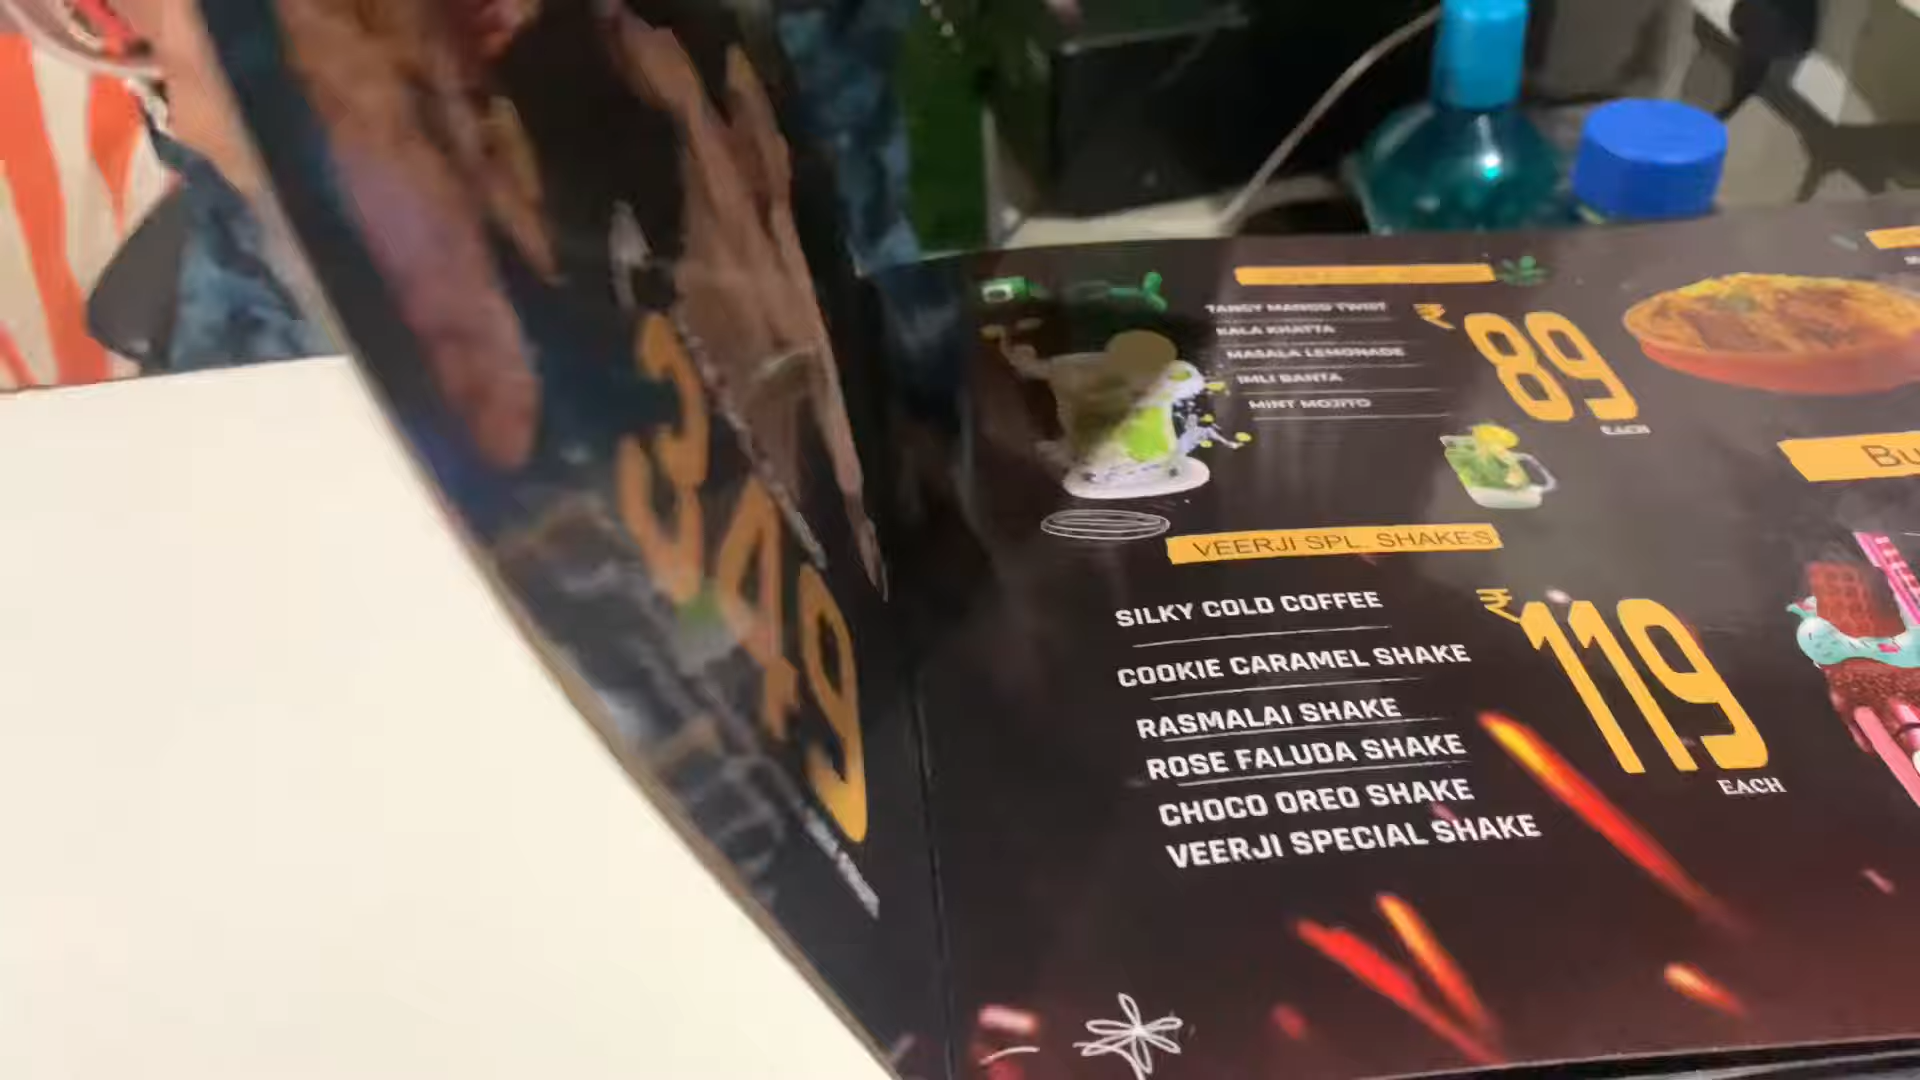 349
TANGY MANGO TWIST
KALA KHATTA
MASALA LEMONADE
IMLI BANTA
MINT MOJITO
₹89
EACH
Bu
VEERJI SPL. SHAKES
SILKY COLD COFFEE
COOKIE CARAMEL SHAKE
RASMALAI SHAKE
ROSE FALUDA SHAKE
CHOCO OREO SHAKE
VEERJI SPECIAL SHAKE
₹119
EACH